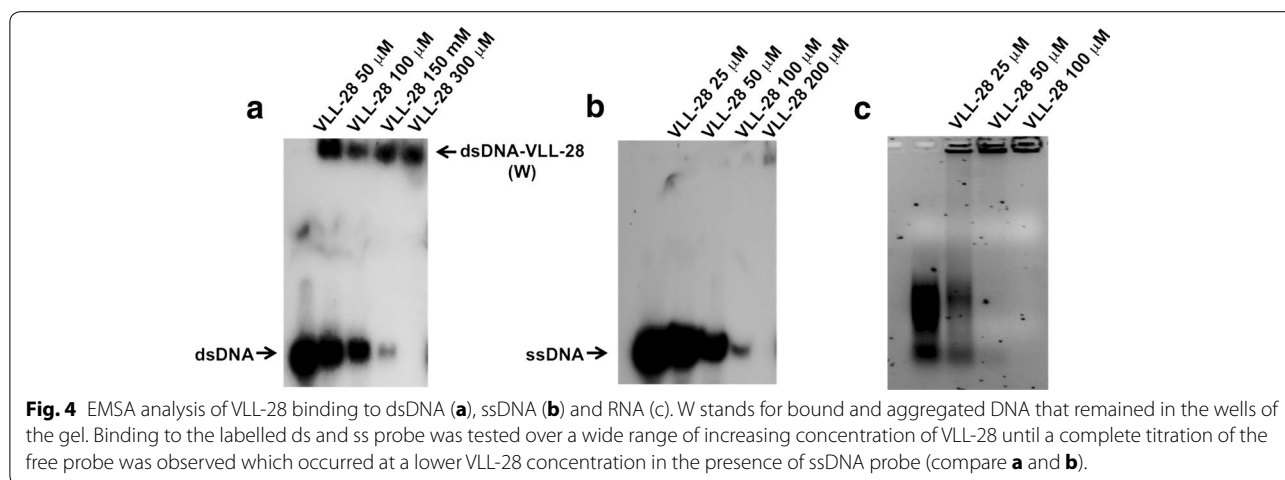 a
VLL-28 50 µM
VLL-28 100 µM
VLL-28 150 mM
VLL-28 300 µM
←dsDNA-VLL-28
(W)
dsDNA→
b
VLL-28 25 µM
VLL-28 50 µM
VLL-28 100 µM
VLL-28 200 µM
ssDNA→
c
VLL-28 25 µM
VLL-28 50 µM
VLL-28 100 µM
Fig. 4 EMSA analysis of VLL-28 binding to dsDNA (a), ssDNA (b) and RNA (c). W stands for bound and aggregated DNA that remained in the wells of
the gel. Binding to the labelled ds and ss probe was tested over a wide range of increasing concentration of VLL-28 until a complete titration of the
free probe was observed which occurred at a lower VLL-28 concentration in the presence of ssDNA probe (compare a and b).